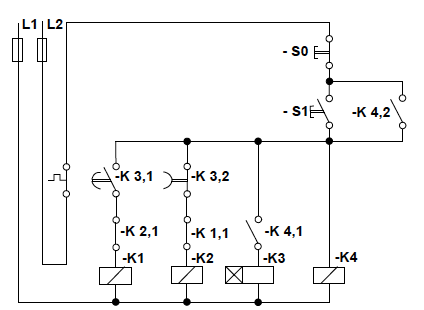 L1 L2
- S0
- S1
-K 4,2
-K 3,1
-K 3,2
-K 2,1
-K 1,1
-K 4,1
-K1
-K2
-K3
-K4